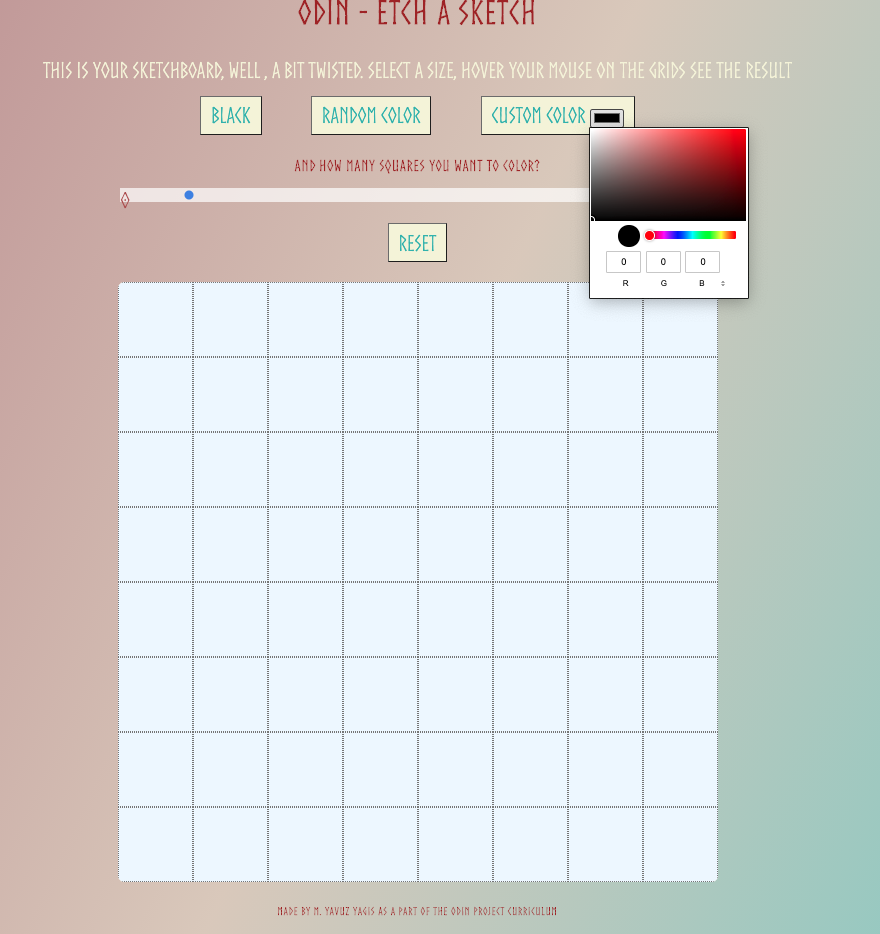 ODIN - ETCH A SKETCH
THIS IS YOUR SKETCHBOARD, WELL , A BIT TWISTED. SELECT A SIZE, HOVER YOUR MOUSE ON THE GRIDS SEE THE RESULT
BLACK RANDOM COLOR CUSTOM COLOR
AND HOW MANY SQUARES YOU WANT TO COLOR?
RESET
0 0 0
R G B
MADE BY M. YAVUZ YAGIS AS A PART OF THE ODIN PROJECT CURRICULUM